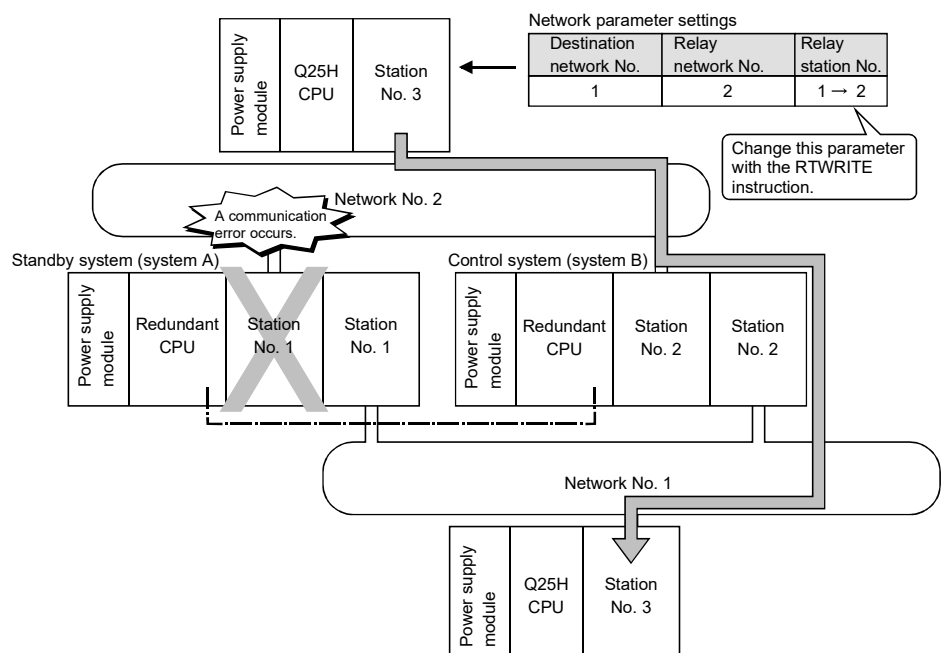 Network parameter settings
Destination
network No.
Relay
network No.
Relay
station No.
1
2
1 → 2
Change this parameter
with the RTWRITE
instruction.
Power supply
module
Q25H
CPU
Station
No. 3
Network No. 2
A communication
error occurs.
Standby system (system A)
Power supply
module
Redundant
CPU
Station
No. 1
Station
No. 1
Control system (system B)
Power supply
module
Redundant
CPU
Station
No. 2
Station
No. 2
Network No. 1
Power supply
module
Q25H
CPU
Station
No. 3